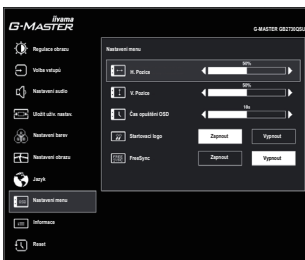 iiyama
G-MASTER
G-MASTER GB2730QSU
Regulace obrazu
Volba vstupů
Nastavení audio
Uložit uživ. nastav.
Nastavení barev
Nastavení obrazu
Jazyk
Nastavení menu
Informace
Reset
Nastavení menu
H. Pozice
50%
V. Pozice
50%
Čas opuštění OSD
10s
Startovací logo
Zapnout
Vypnout
FreeSync
Zapnout
Vypnout